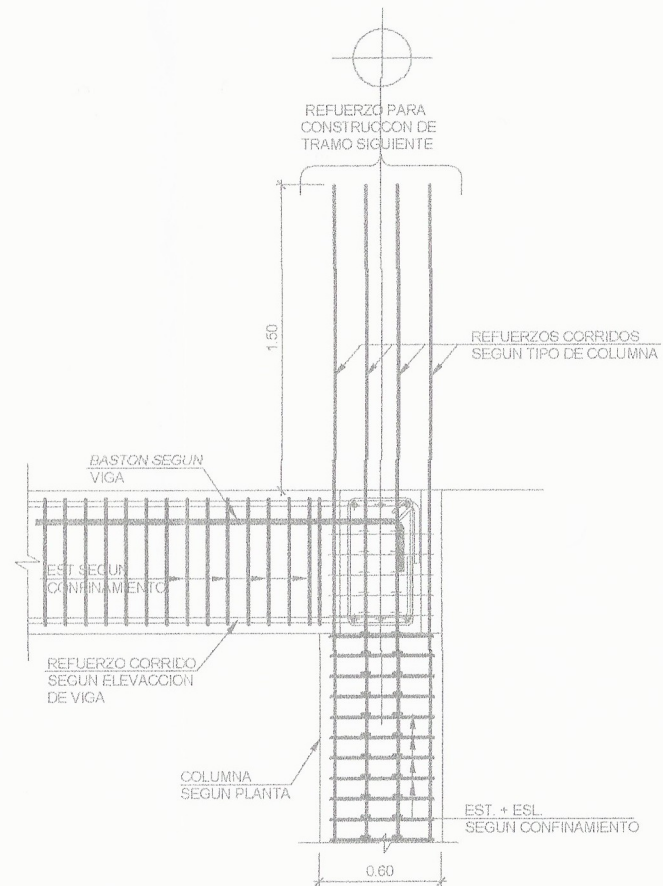 REFUERZO PARA
CONSTRUCCON DE
TRAMO SIGUIENTE
1.50
REFUERZOS CORRIDOS
SEGUN TIPO DE COLUMNA
BASTON SEGUN
VIGA
EST SEGUN
CONFINAMIENTO
REFUERZO CORRIDO
SEGUN ELEVACCION
DE VIGA
COLUMNA
SEGUN PLANTA
EST. + ESL.
SEGUN CONFINAMIENTO
0.60